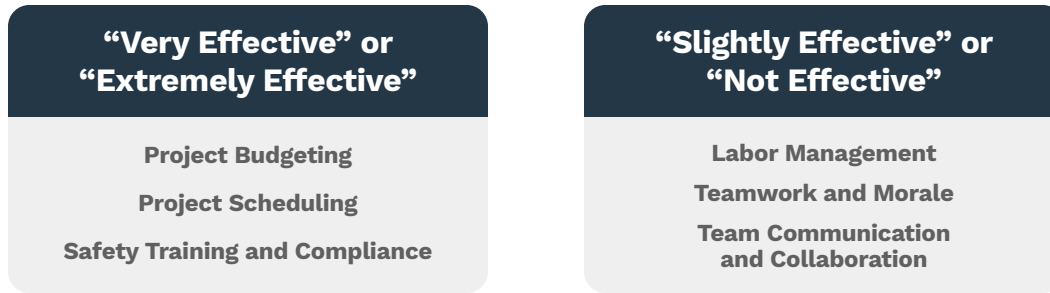 “Very Effective” or
“Extremely Effective”
Project Budgeting
Project Scheduling
Safety Training and Compliance
“Slightly Effective” or
“Not Effective”
Labor Management
Teamwork and Morale
Team Communication
and Collaboration